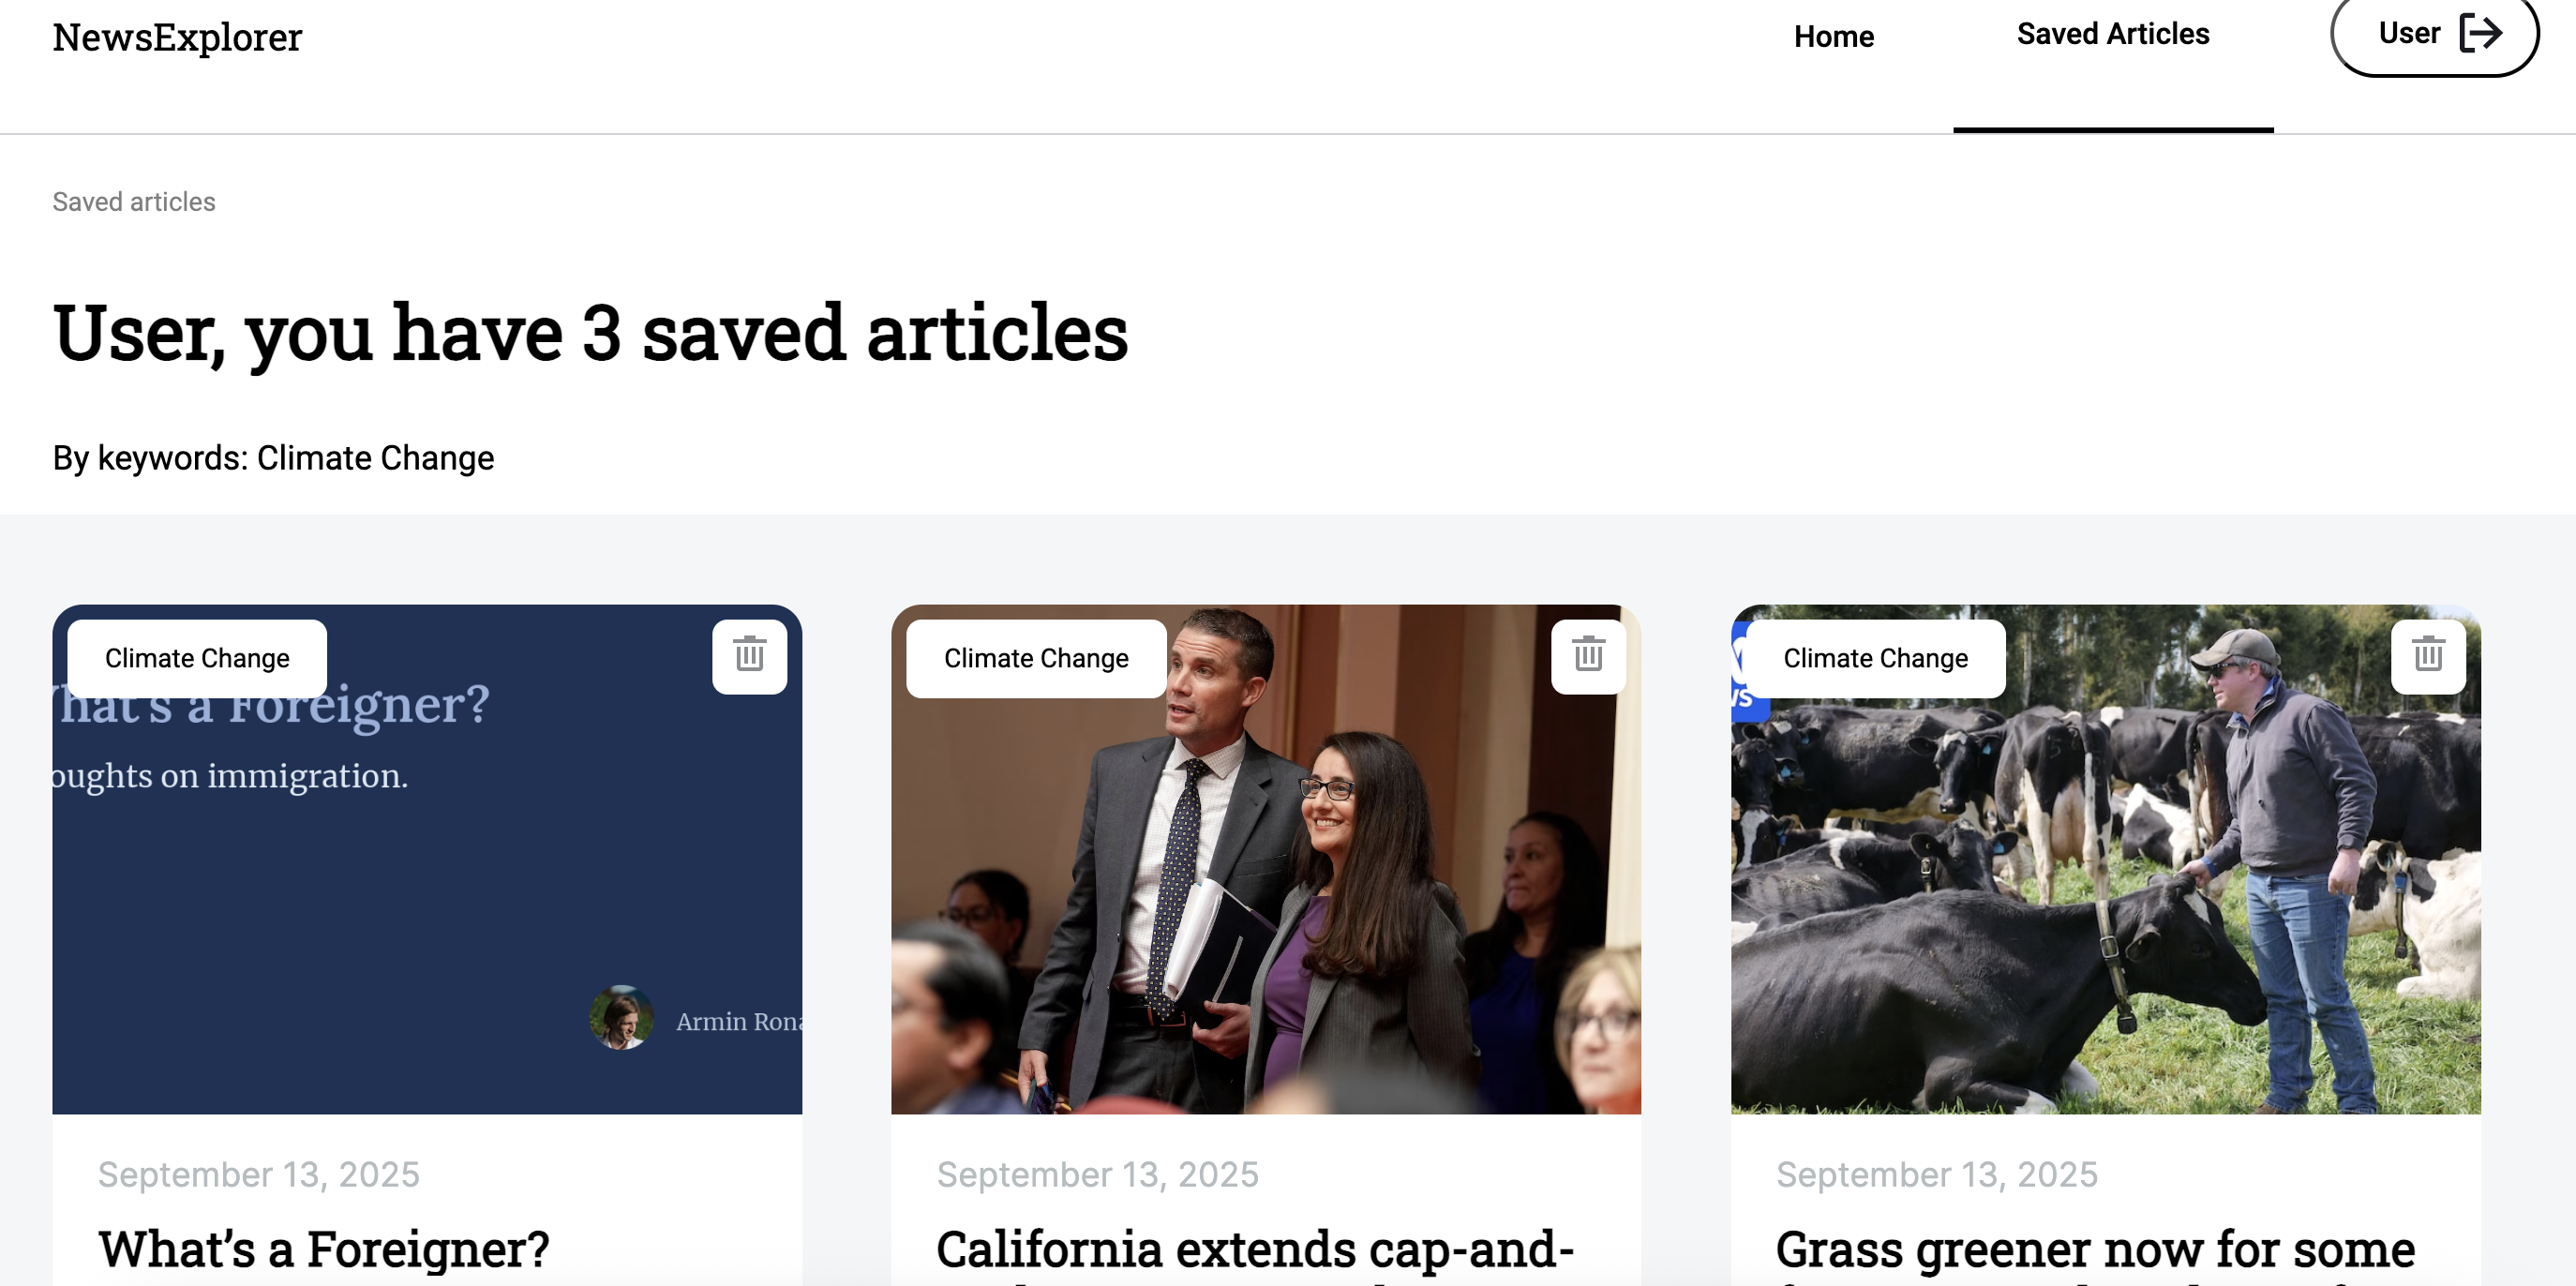 NewsExplorer
Home
Saved Articles
User
Saved articles
User, you have 3 saved articles
By keywords: Climate Change
Climate Change
hat's a Foreigner?
oughts on immigration.
Armin Rona
September 13, 2025
What’s a Foreigner?
Climate Change
September 13, 2025
California extends cap-and-
Climate Change
September 13, 2025
Grass greener now for some